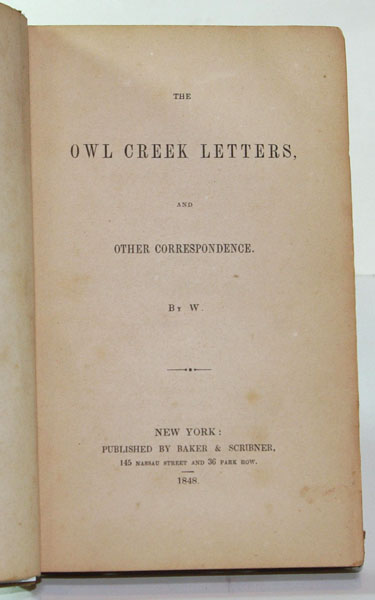 THE
OWL CREEK LETTERS,
AND
OTHER CORRESPONDENCE.
BY W.
NEW YORK:
PUBLISHED BY BAKER & SCRIBNER,
145 NASSAU STREET AND 36 PARK ROW.
1848.